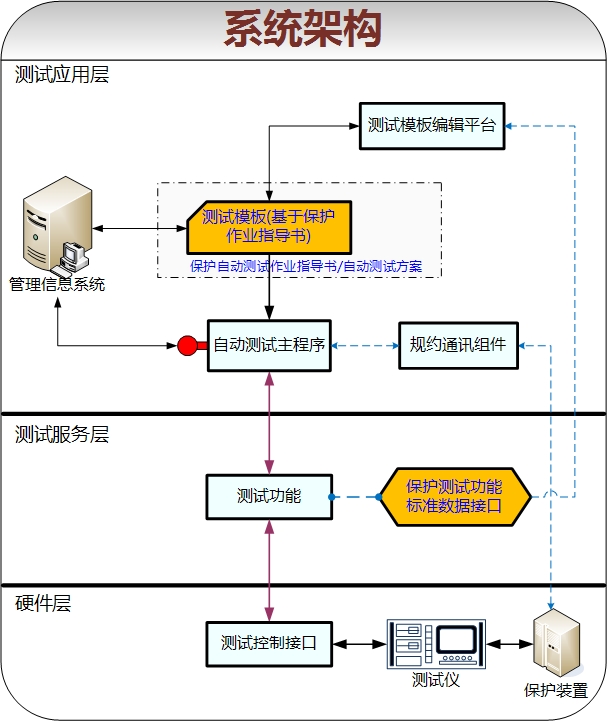 系统架构
测试应用层
测试模板编辑平台
测试模板(基于保护
作业指导书)
保护自动测试作业指导书/自动测试方案
管理信息系统
自动测试主程序
规约通讯组件
测试服务层
测试功能
保护测试功能
标准数据接口
硬件层
测试控制接口
测试仪
保护装置